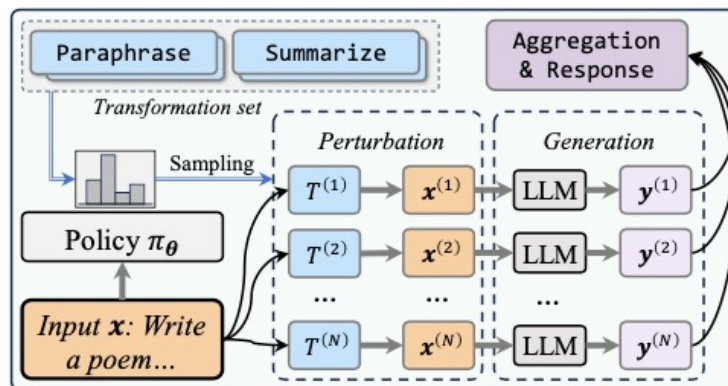 Paraphrase
Summarize
Transformation set
Aggregation
& Response
Sampling
Policy π_θ
Input x: Write
a poem...
Perturbation
Generation
T^(1) x^(1) LLM y^(1)
T^(2) x^(2) LLM y^(2)
... ... ...
T^(N) x^(N) LLM y^(N)